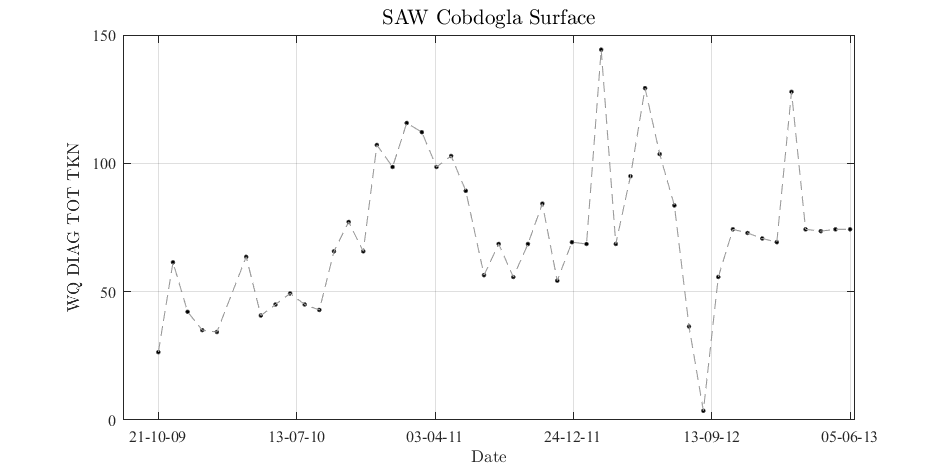 SAW Cobdogla Surface
150
100
50
0
WQ DIAG TOT TKN
21-10-09 13-07-10 03-04-11 24-12-11 13-09-12 05-06-13
Date